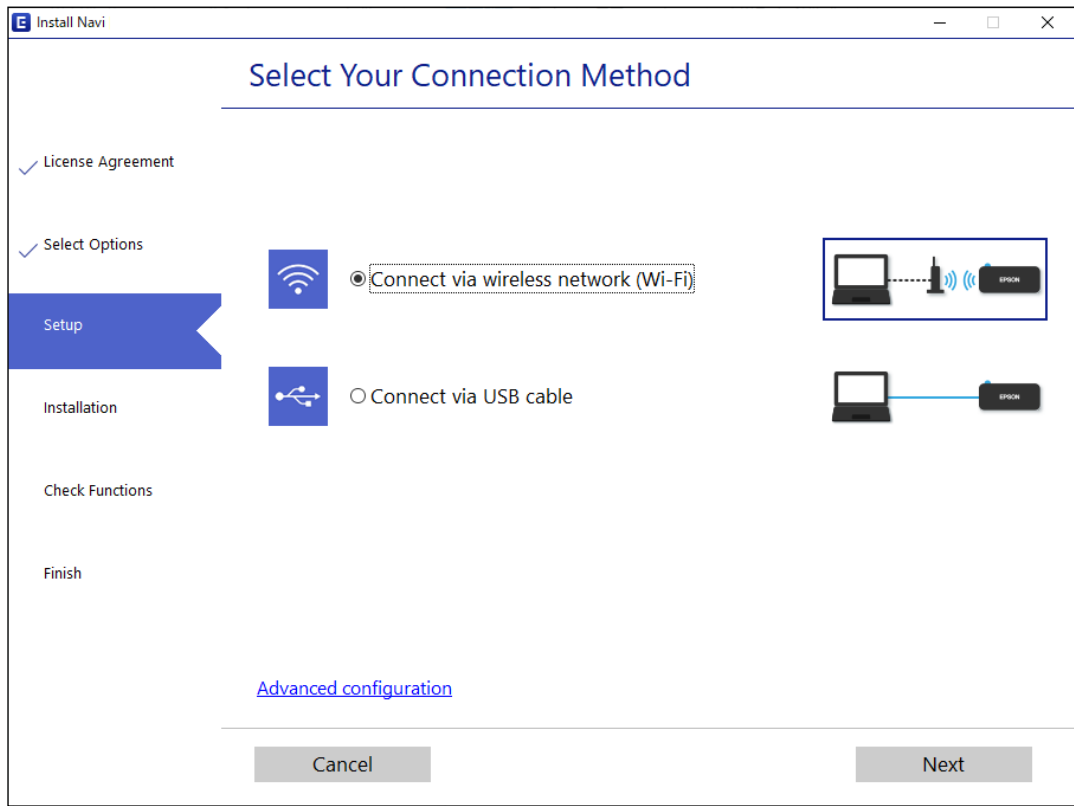 Install Navi
Select Your Connection Method
License Agreement
Select Options
Setup
Installation
Check Functions
Finish
Connect via wireless network (Wi-Fi)
EPSON
Connect via USB cable
EPSON
Advanced configuration
Cancel
Next